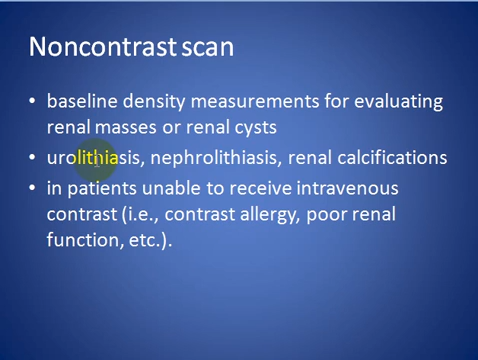 Noncontrast scan
• baseline density measurements for evaluating
renal masses or renal cysts
• urolithiasis, nephrolithiasis, renal calcifications
• in patients unable to receive intravenous
contrast (i.e., contrast allergy, poor renal
function, etc.).